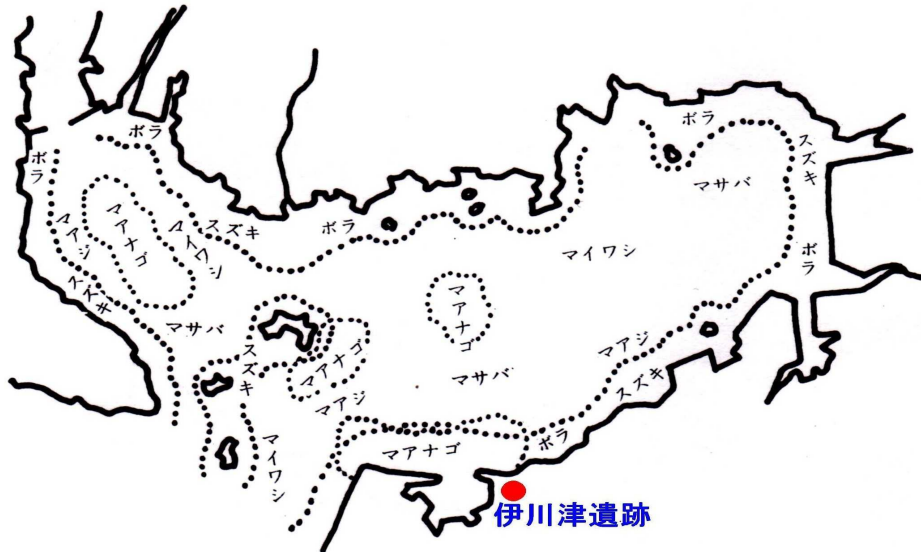 ボラ
ボラ
ボラ
スズキ
マサバ
マアナゴ
マイワシ
スズキ
ボラ
マアジ
マイワシ
ボラ
スズキ
マアナゴ
マサバ
スズキ
マアジ
マアナゴ
スズキ
マサバ
マアジ
マイワシ
ボラ
マアナゴ
伊川津遺跡